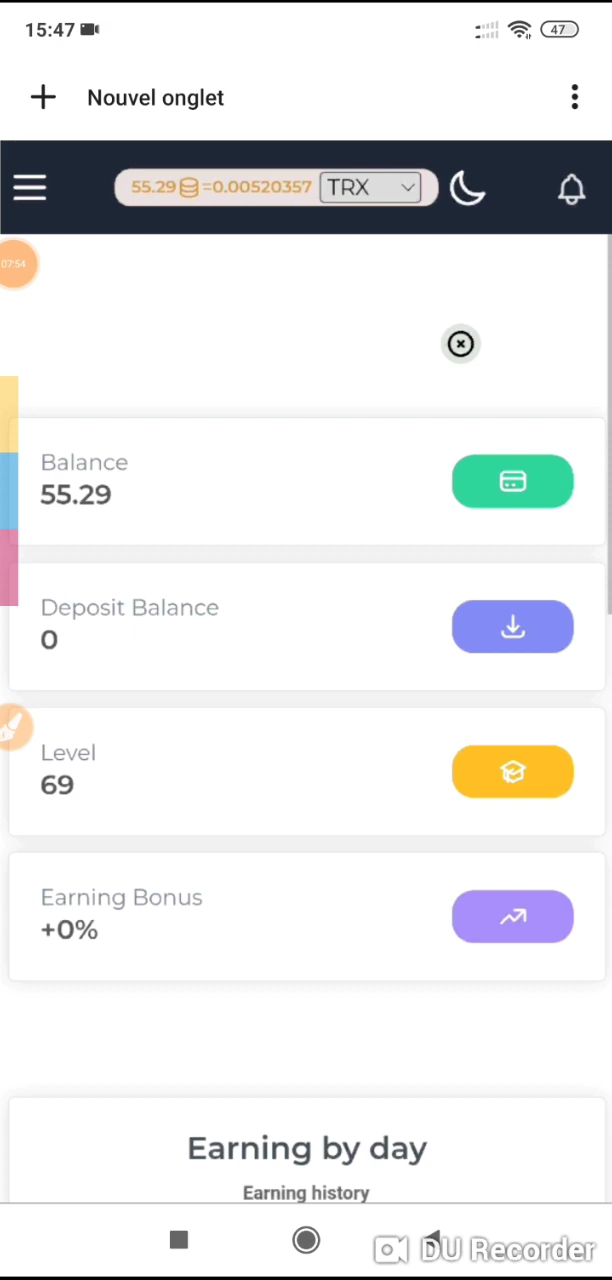 15:47
47
Nouvel onglet
55.29=0.00520357 TRX
07:54
Balance
55.29
Deposit Balance
0
Level
69
Earning Bonus
+0%
Earning by day
Earning history
DU Recorder